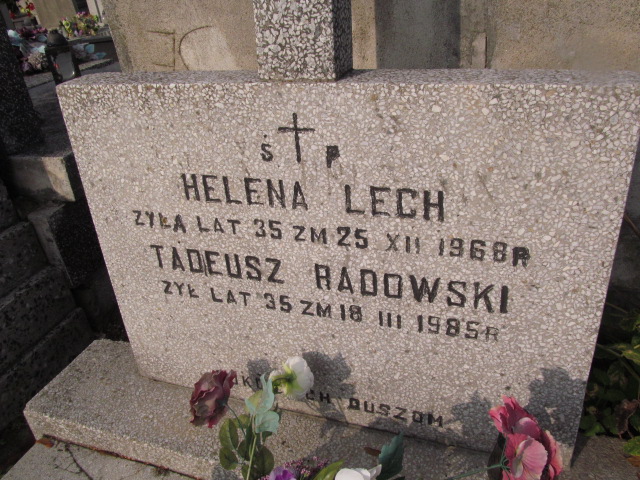 S P
HELENA LECH
ŻYŁA LAT 35 ZM 25 XII 1968R
TADEUSZ RADOWSKI
ŻYŁ LAT 35 ZM 18 III 1985R
DUSZOM